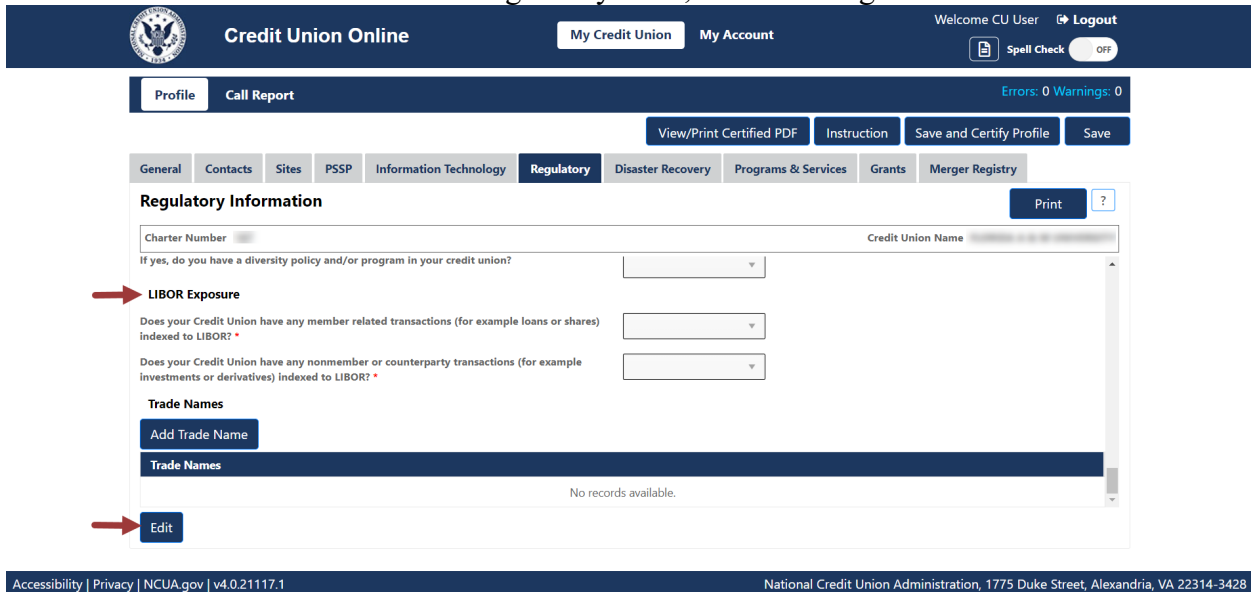 Credit Union Online
My Credit Union My Account
Welcome CU User Logout
Spell Check OFF
Profile Call Report
Errors: 0 Warnings: 0
View/Print Certified PDF Instruction Save and Certify Profile Save
General Contacts Sites PSSP Information Technology Regulatory Disaster Recovery Programs & Services Grants Merger Registry
Regulatory Information
Print ?
Charter Number Credit Union Name
If yes, do you have a diversity policy and/or program in your credit union?
LIBOR Exposure
Does your Credit Union have any member related transactions (for example loans or shares)
indexed to LIBOR? *
Does your Credit Union have any nonmember or counterparty transactions (for example
investments or derivatives) indexed to LIBOR? *
Trade Names
Add Trade Name
Trade Names
No records available.
Edit
Accessibility | Privacy | NCUA.gov | v4.0.21117.1
National Credit Union Administration, 1775 Duke Street, Alexandria, VA 22314-3428